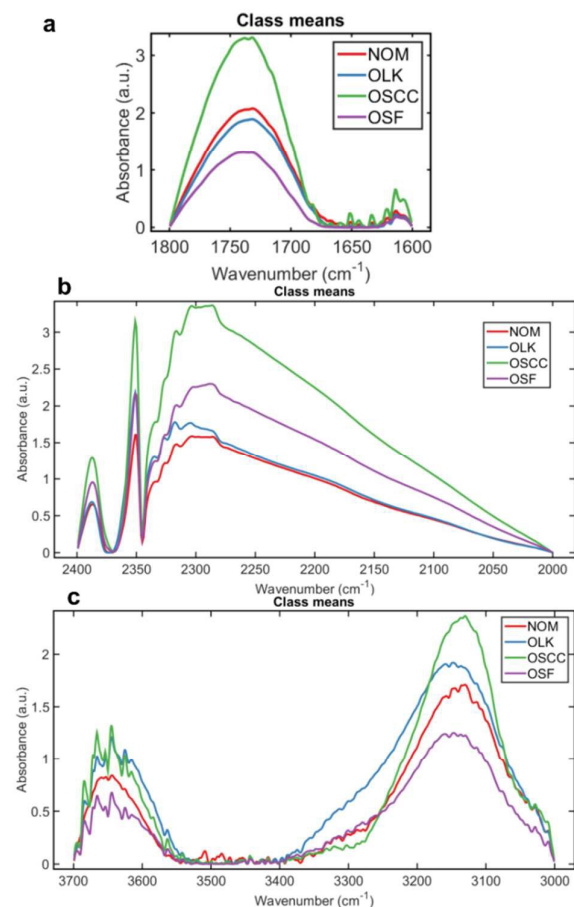 a
Class means
Absorbance (a.u.)
3
2
1
0
NOM
OLK
OSCC
OSF
1800 1750 1700 1650 1600
Wavenumber (cm-1)
b
Class means
Absorbance (a.u.)
3
2.5
2
1.5
1
0.5
0
NOM
OLK
OSCC
OSF
2400 2350 2300 2250 2200 2150 2100 2050 2000
Wavenumber (cm-1)
c
Class means
Absorbance (a.u.)
2
1.5
1
0.5
0
NOM
OLK
OSCC
OSF
3700 3600 3500 3400 3300 3200 3100 3000
Wavenumber (cm-1)